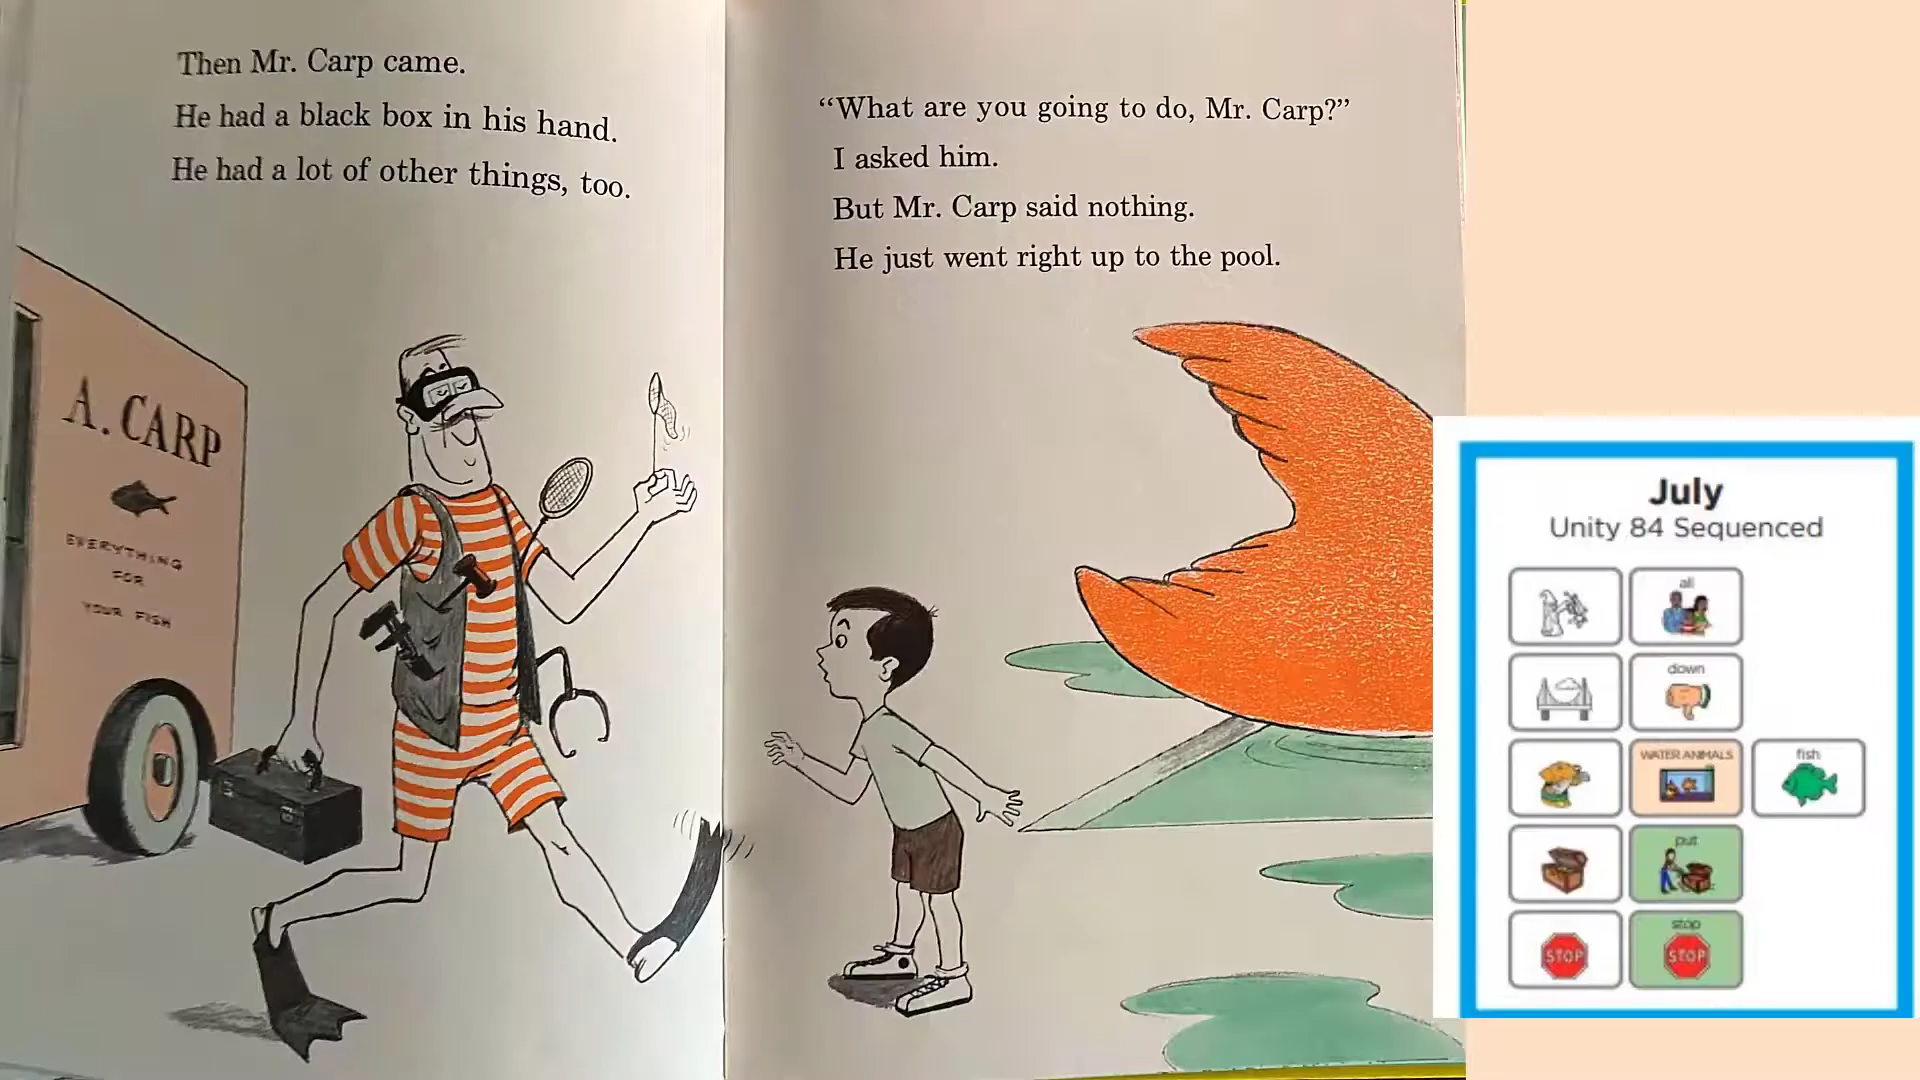 Then Mr. Carp came.
He had a black box in his hand.
He had a lot of other things, too.
A. CARP
EVERYTHING
FOR
YOUR FISH
“What are you going to do, Mr. Carp?”
I asked him.
But Mr. Carp said nothing.
He just went right up to the pool.
July
Unity 84 Sequenced
all
down
WATER ANIMALS
fish
put
stop
STOP
STOP